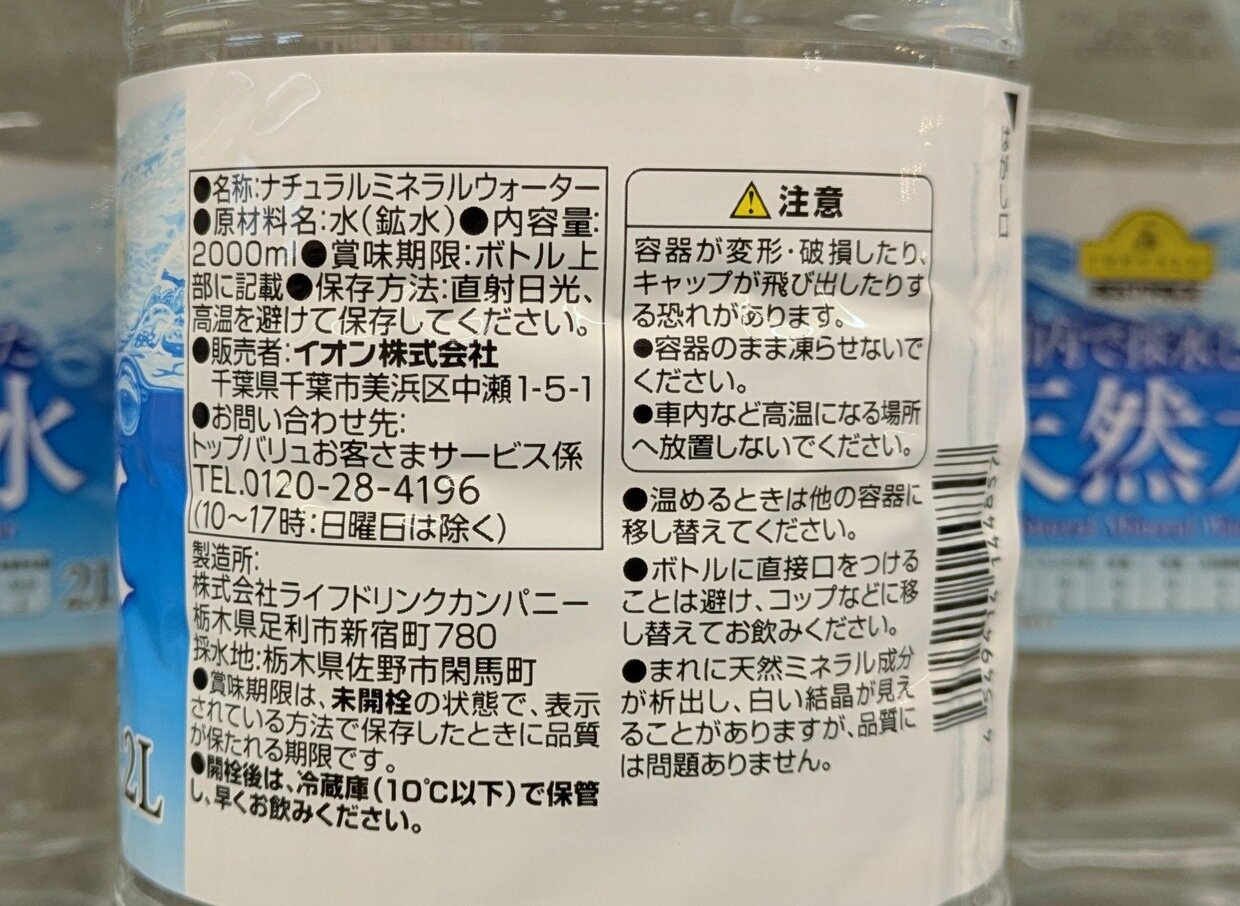 ●名称:ナチュラルミネラルウォーター
●原材料名:水(鉱水)●内容量:
2000ml●賞味期限:ボトル上
部に記載●保存方法:直射日光、
高温を避けて保存してください。
●販売者:イオン株式会社
千葉県千葉市美浜区中瀬1-5-1
●お問い合わせ先:
トップバリュお客さまサービス係
TEL.0120-28-4196
(10〜17時:日曜日は除く)
製造所:
株式会社ライフドリンクカンパニー
栃木県足利市新宿町780
採水地:栃木県佐野市閑馬町
●賞味期限は、未開栓の状態で、表示
されている方法で保存したときに品質
が保たれる期限です。
●開栓後は、冷蔵庫(10℃以下)で保管
し、早くお飲みください。
注意
容器が変形・破損したり、
キャップが飛び出したりす
る恐れがあります。
●容器のまま凍らせないで
ください。
●車内など高温になる場所
へ放置しないでください。
●温めるときは他の容器に
移し替えてください。
●ボトルに直接口をつける
ことは避け、コップなどに移
し替えてお飲みください。
●まれに天然ミネラル成分
が析出し、白い結晶が見え
ることがありますが、品質に
は問題ありません。
はがし口
2L
水
2L
内で採水
天然